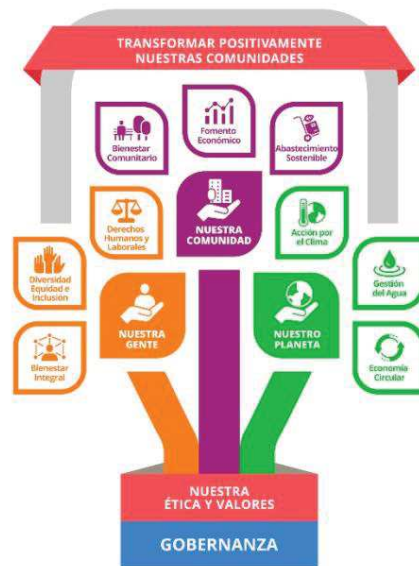 TRANSFORMAR POSITIVAMENTE
NUESTRAS COMUNIDADES
Fomento
Económico
Bienestar
Comunitario
Abastecimiento
Sostenible
Derechos
Humanos y
Laborales
NUESTRA
COMUNIDAD
Acción por
el Clima
Diversidad
Equidad e
Inclusión
Gestión
del Agua
NUESTRA
GENTE
NUESTRO
PLANETA
Bienestar
Integral
Economía
Circular
NUESTRA
ÉTICA Y VALORES
GOBERNANZA